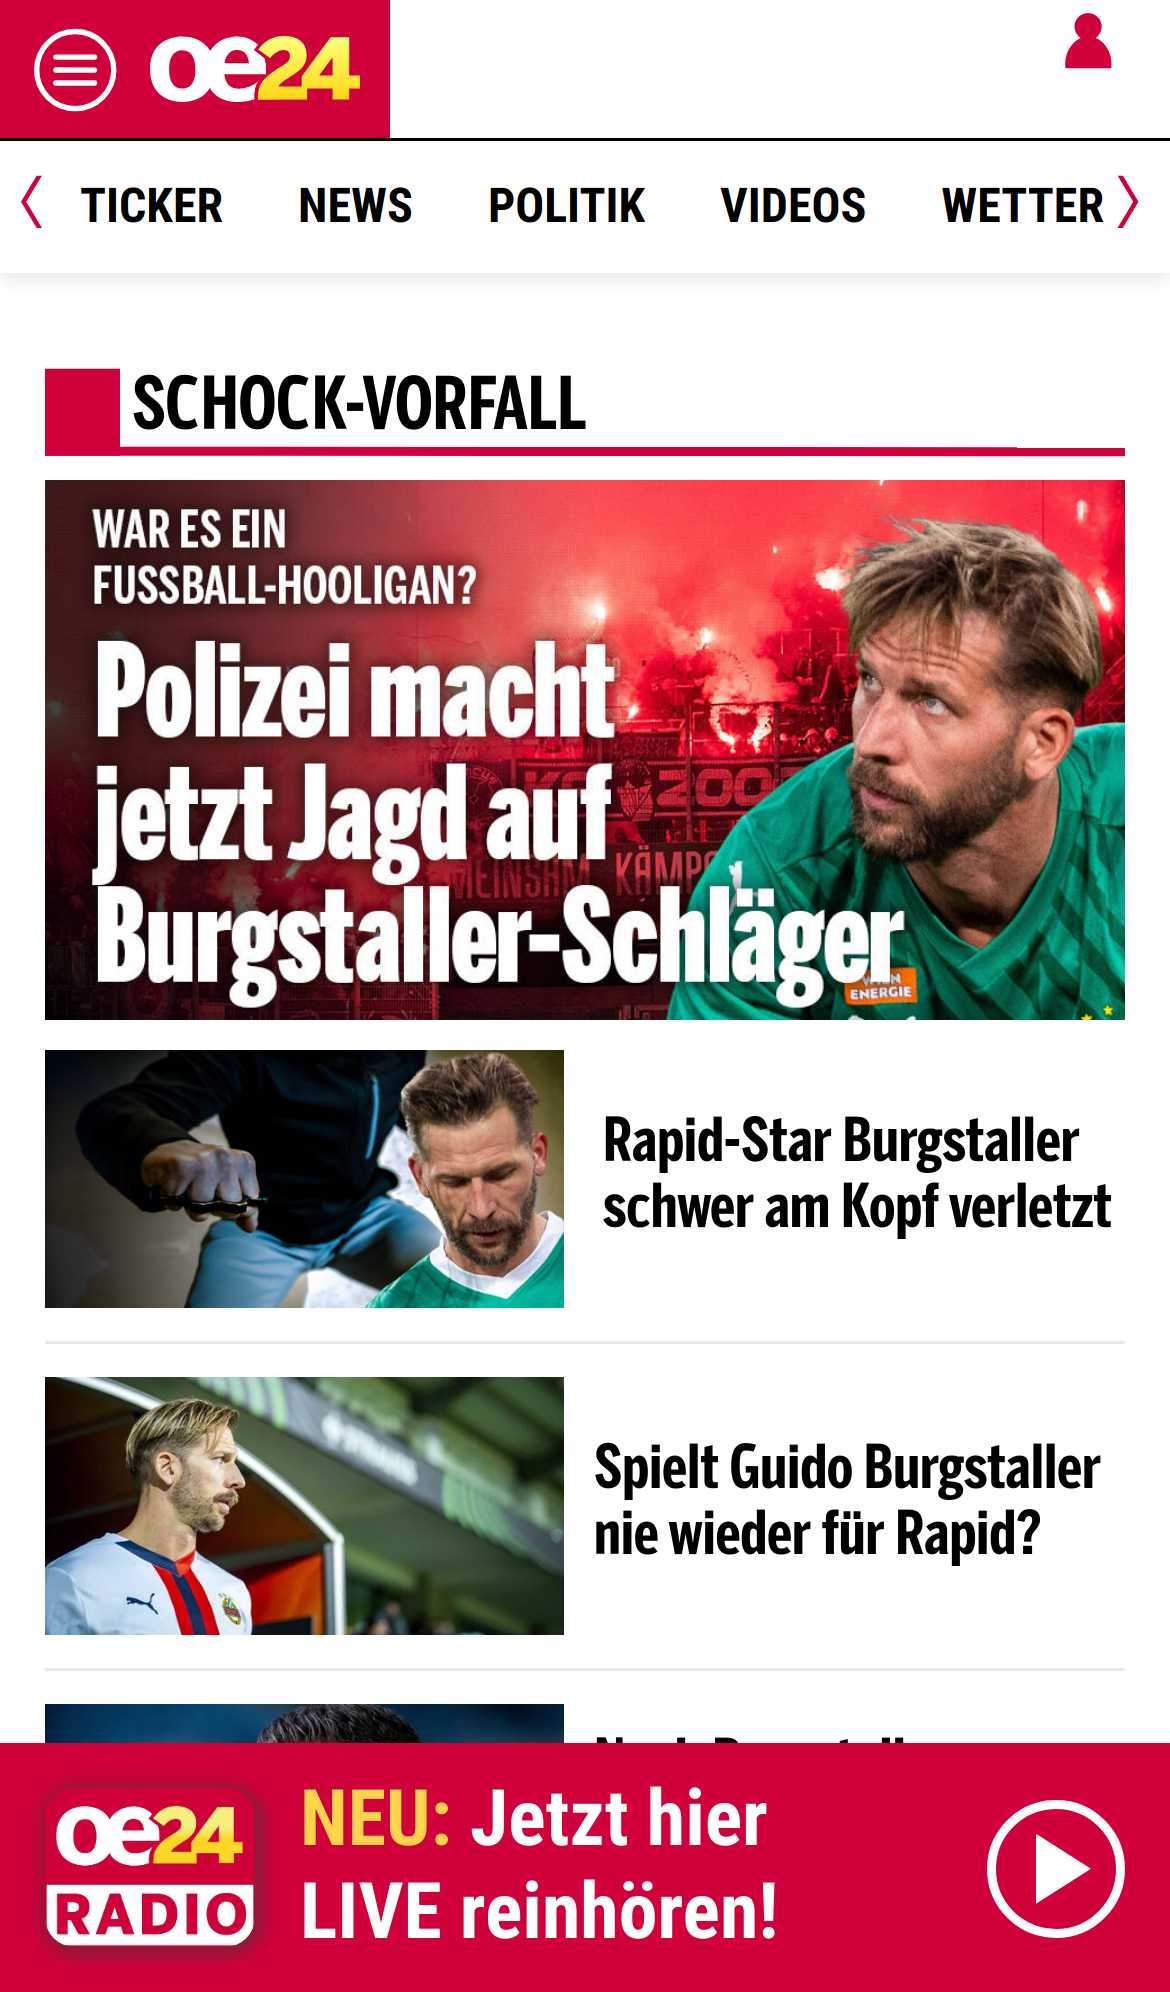 oe24
TICKER NEWS POLITIK VIDEOS WETTER
SCHOCK-VORFALL
WAR ES EIN
FUSSBALL-HOOLIGAN?
Polizei macht
jetzt Jagd auf
Burgstaller-Schläger
ENERGIE
Rapid-Star Burgstaller
schwer am Kopf verletzt
Spielt Guido Burgstaller
nie wieder für Rapid?
oe24
RADIO
NEU: Jetzt hier
LIVE reinhören!